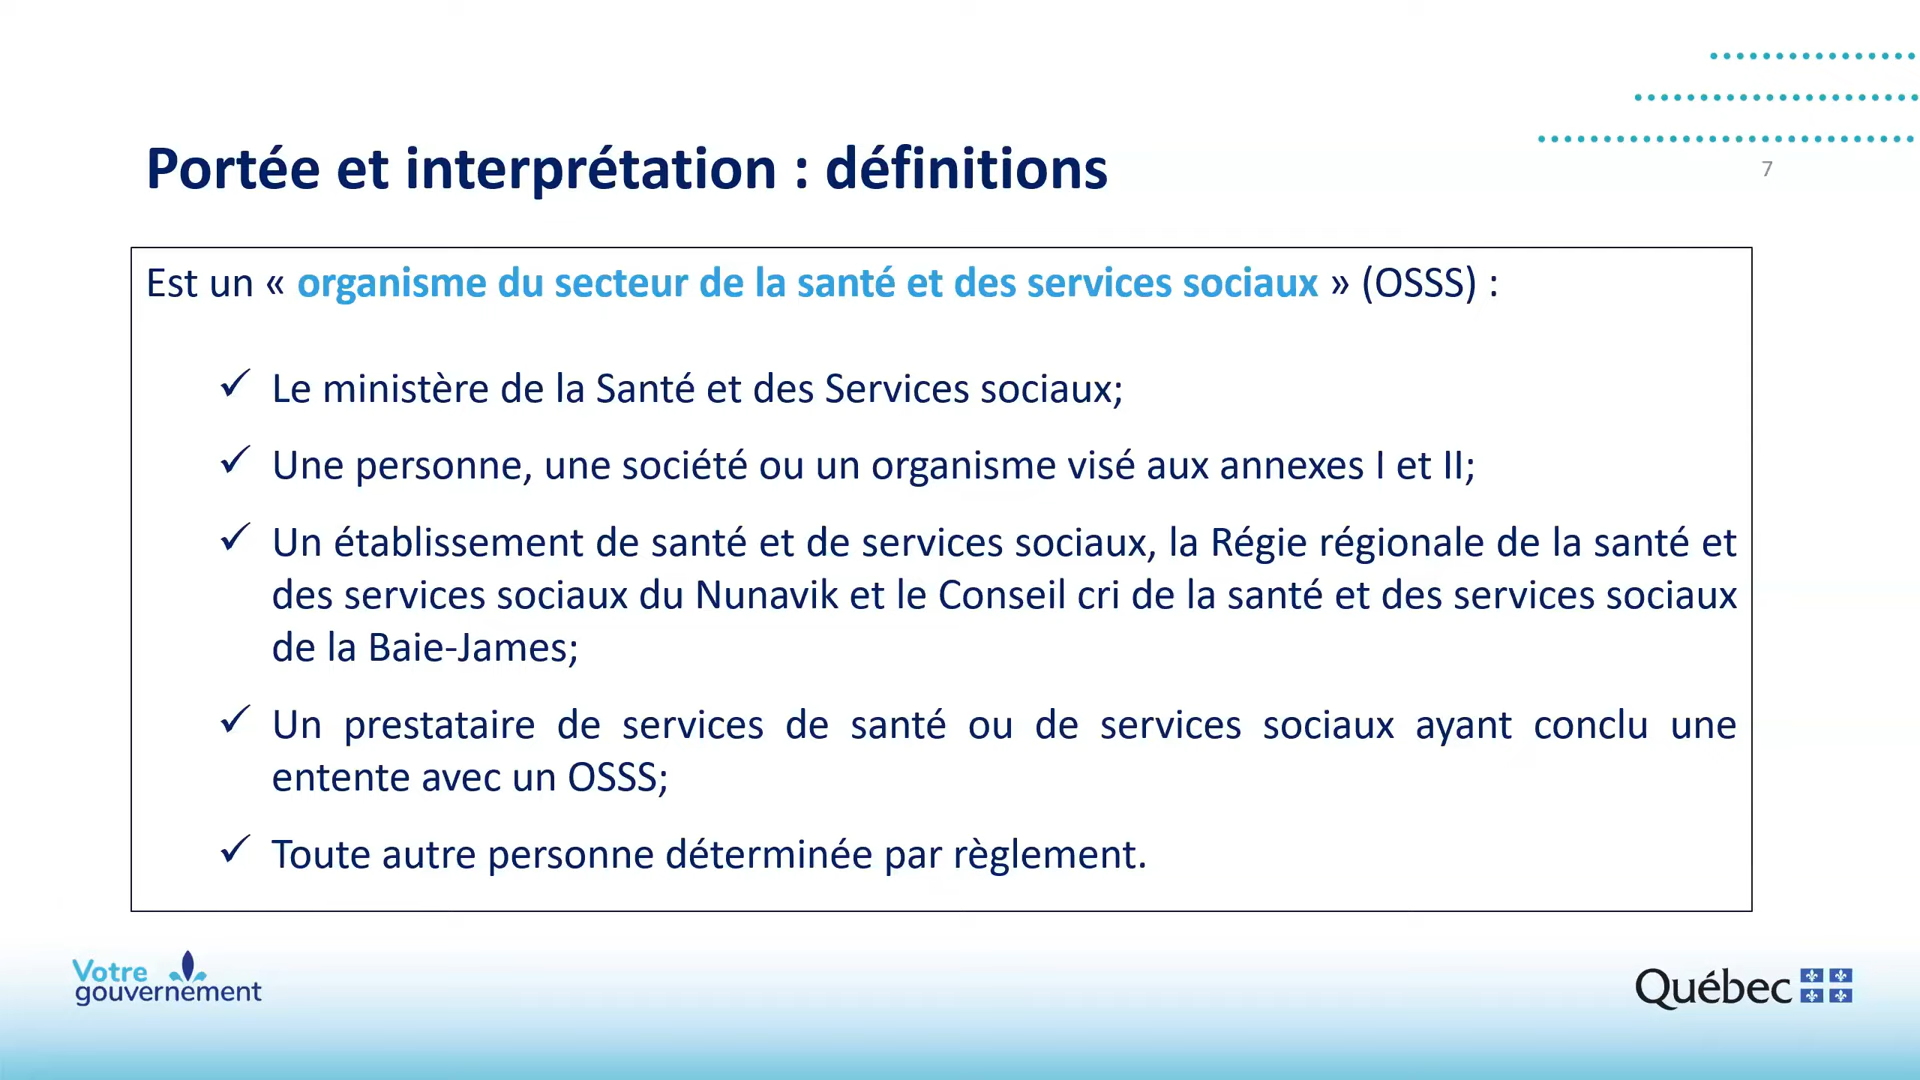 Portée et interprétation : définitions
7
Est un « organisme du secteur de la santé et des services sociaux » (OSSS) :
✓ Le ministère de la Santé et des Services sociaux;
✓ Une personne, une société ou un organisme visé aux annexes I et II;
✓ Un établissement de santé et de services sociaux, la Régie régionale de la santé et
des services sociaux du Nunavik et le Conseil cri de la santé et des services sociaux
de la Baie-James;
✓ Un prestataire de services de santé ou de services sociaux ayant conclu une
entente avec un OSSS;
✓ Toute autre personne déterminée par règlement.
Votre
gouvernement
Québec